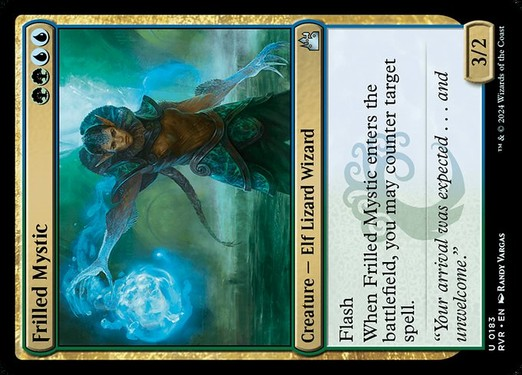 Frilled Mystic
Creature — Elf Lizard Wizard
Flash
When Frilled Mystic enters the
battlefield, you may counter target
spell.
“Your arrival was expected . . . and
unwelcome.”
3/2
U 0183
RVR • EN Randy Vargas
™ & © 2024 Wizards of the Coast